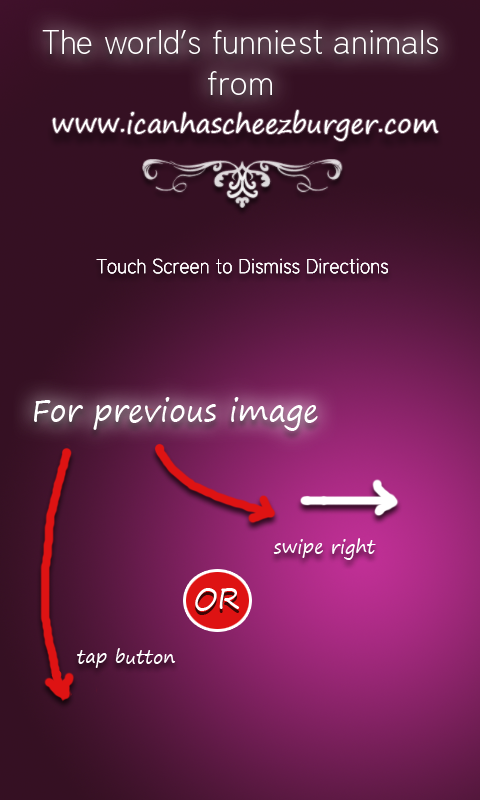 The world's funniest animals
from
www.icanhascheezburger.com
Touch Screen to Dismiss Directions
For previous image
swipe right
OR
tap button